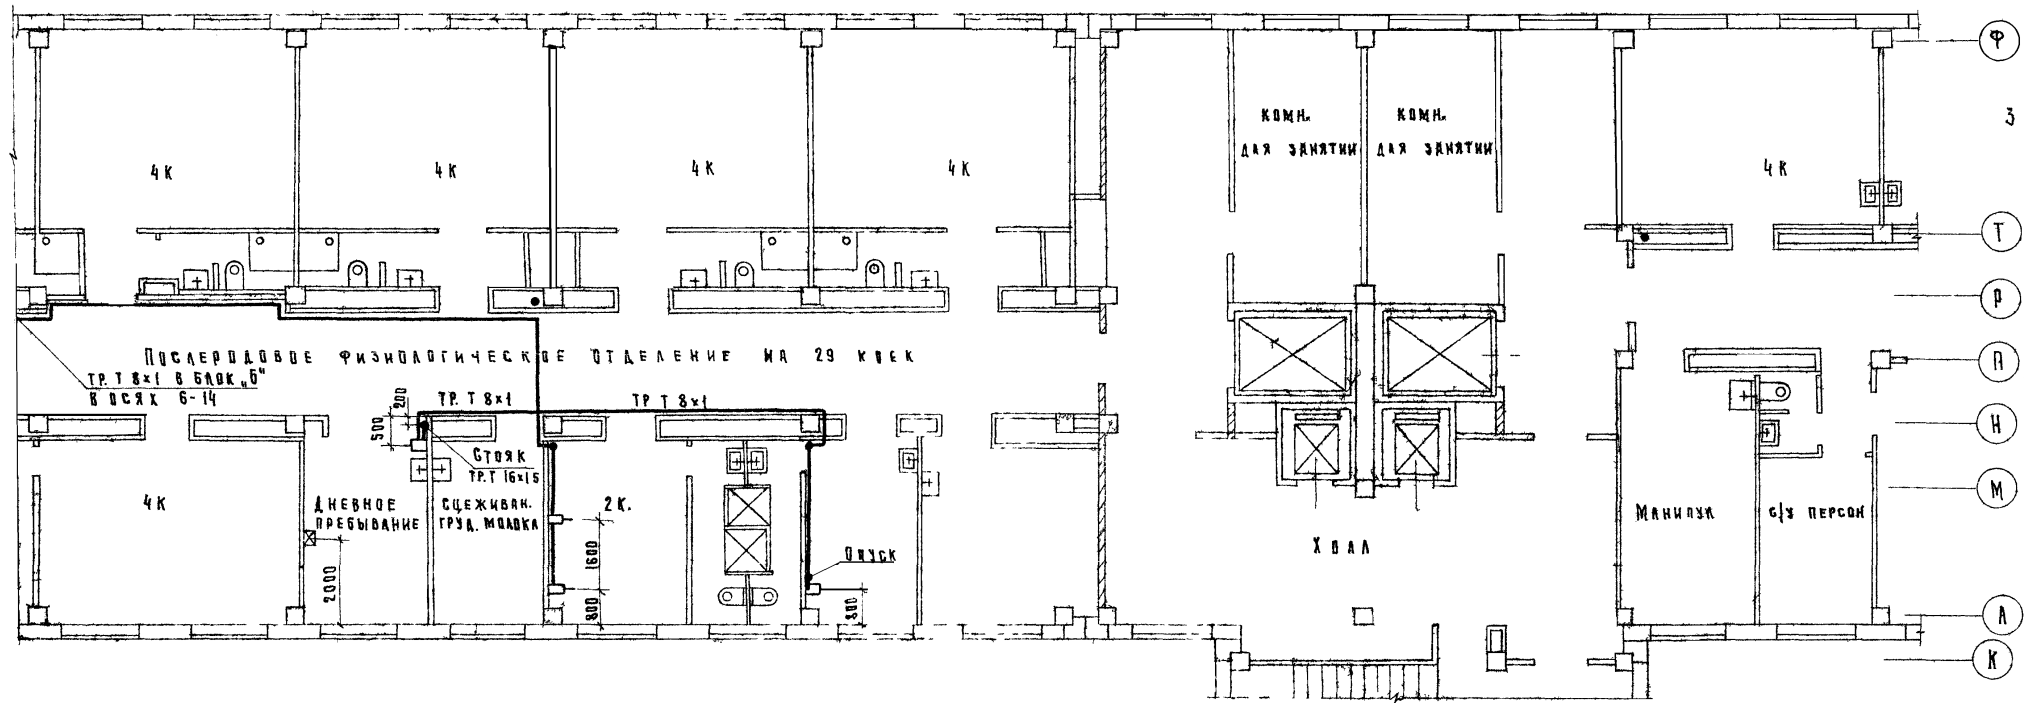 Ф
КОМН.
ДЛЯ ЗАНЯТИЙ
КОМН.
ДЛЯ ЗАНЯТИЙ
3
4К
4К
4К
4К
4К
Т
Р
ПОСЛЕРОДОВОЕ ФИЗИОЛОГИЧЕСКОЕ ОТДЕЛЕНИЕ НА 29 КОЕК
П
ТР. Т 8×1 В БЛОК „Б"
В ОСЯХ 6-14
200
500
ТР. Т 8×1
ТР. Т 8×1
Н
СТОЯК
ТР. Т 16×1.5
М
4К
ДНЕВНОЕ
ПРЕБЫВАНИЕ
СЦЕЖИВАН.
ГРУД. МОЛОКА
2К.
МАНИПУЛ
С/У ПЕРСОН
ХОЛЛ
ОПУСК
1600
2000
800
800
Л
К